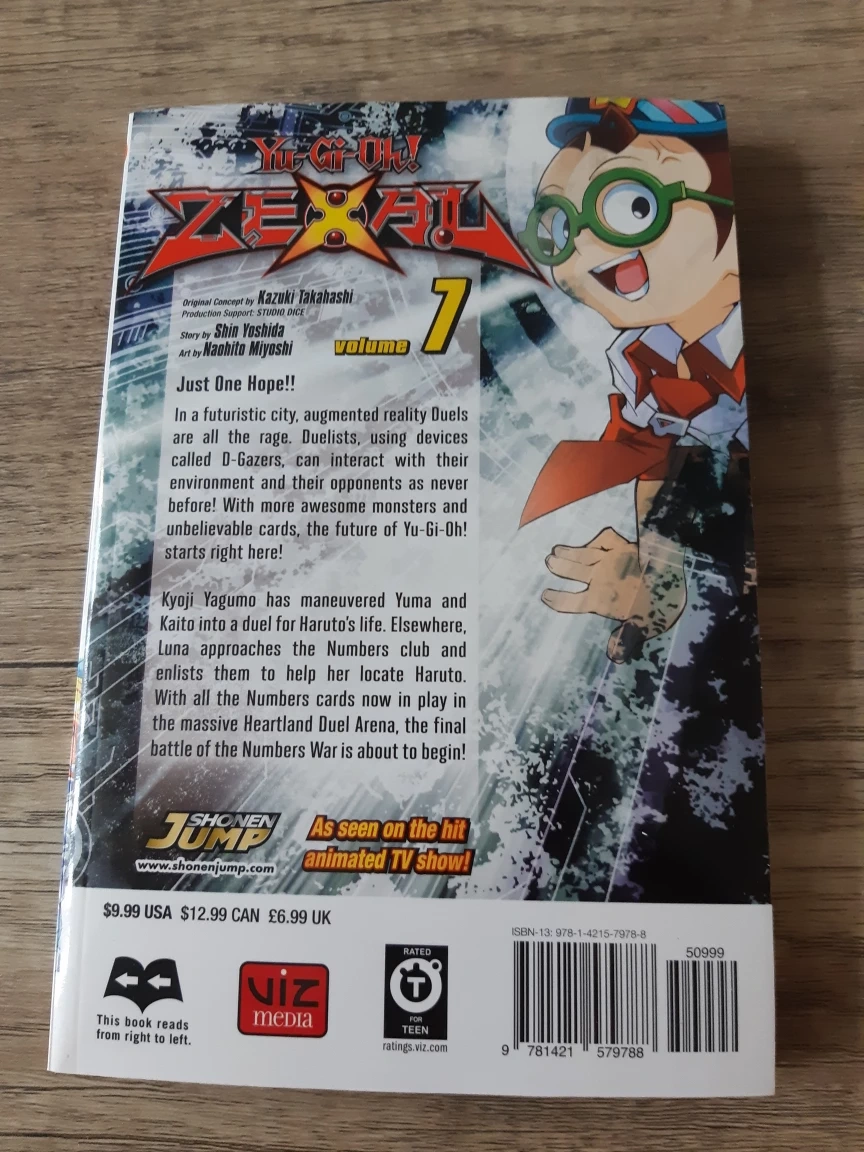 Yu-Gi-Oh!
ZEXAL
Original Concept by Kazuki Takahashi
Production Support: STUDIO DICE
Story by Shin Yoshida
Art by Naohito Miyoshi
volume 7
Just One Hope!!
In a futuristic city, augmented reality Duels
are all the rage. Duelists, using devices
called D-Gazers, can interact with their
environment and their opponents as never
before! With more awesome monsters and
unbelievable cards, the future of Yu-Gi-Oh!
starts right here!
Kyoji Yagumo has maneuvered Yuma and
Kaito into a duel for Haruto's life. Elsewhere,
Luna approaches the Numbers club and
enlists them to help her locate Haruto.
With all the Numbers cards now in play in
the massive Heartland Duel Arena, the final
battle of the Numbers War is about to begin!
SHONEN
JUMP
www.shonenjump.com
As seen on the hit
animated TV show!
$9.99 USA $12.99 CAN £6.99 UK
This book reads
from right to left.
VIZ
MEDIA
RATED
T
FOR
TEEN
ratings.viz.com
ISBN-13: 978-1-4215-7978-8
50999
9 781421 579788